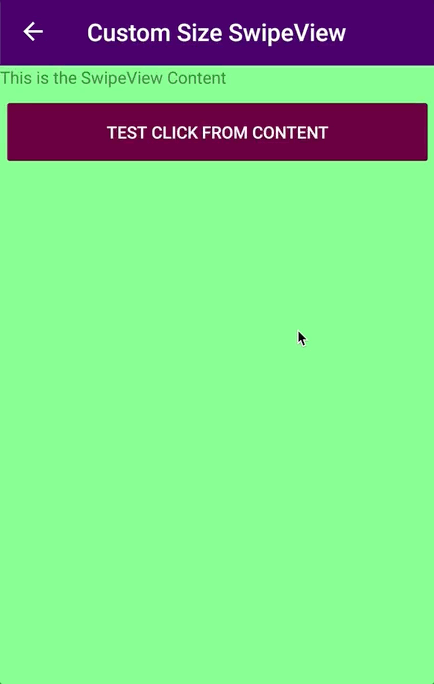 Custom Size SwipeView
This is the SwipeView Content
TEST CLICK FROM CONTENT